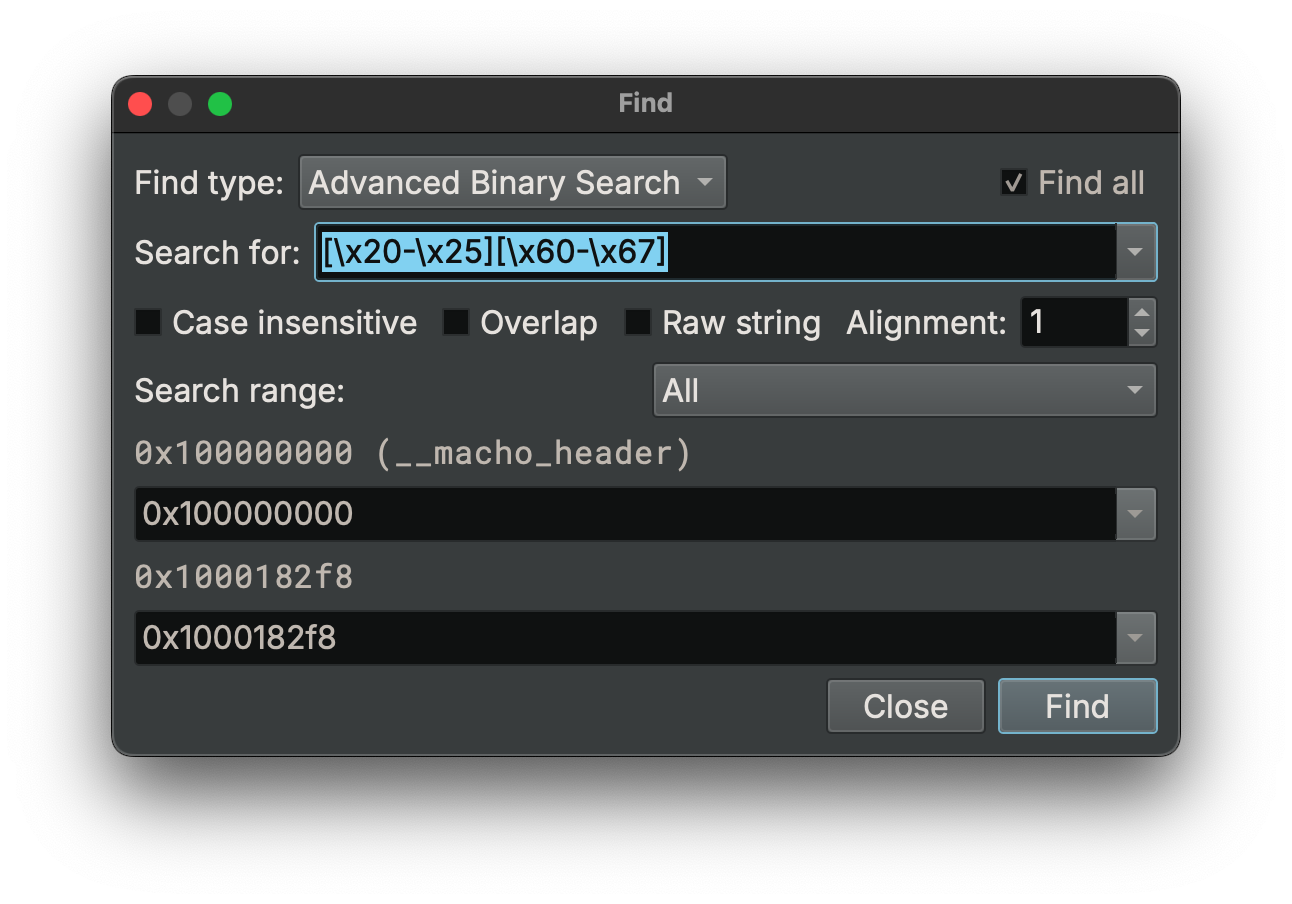 Find
Find type: Advanced Binary Search Find all
Search for: [\x20-\x25][\x60-\x67]
Case insensitive Overlap Raw string Alignment: 1
Search range: All
0x100000000 (__macho_header)
0x100000000
0x1000182f8
0x1000182f8
Close Find